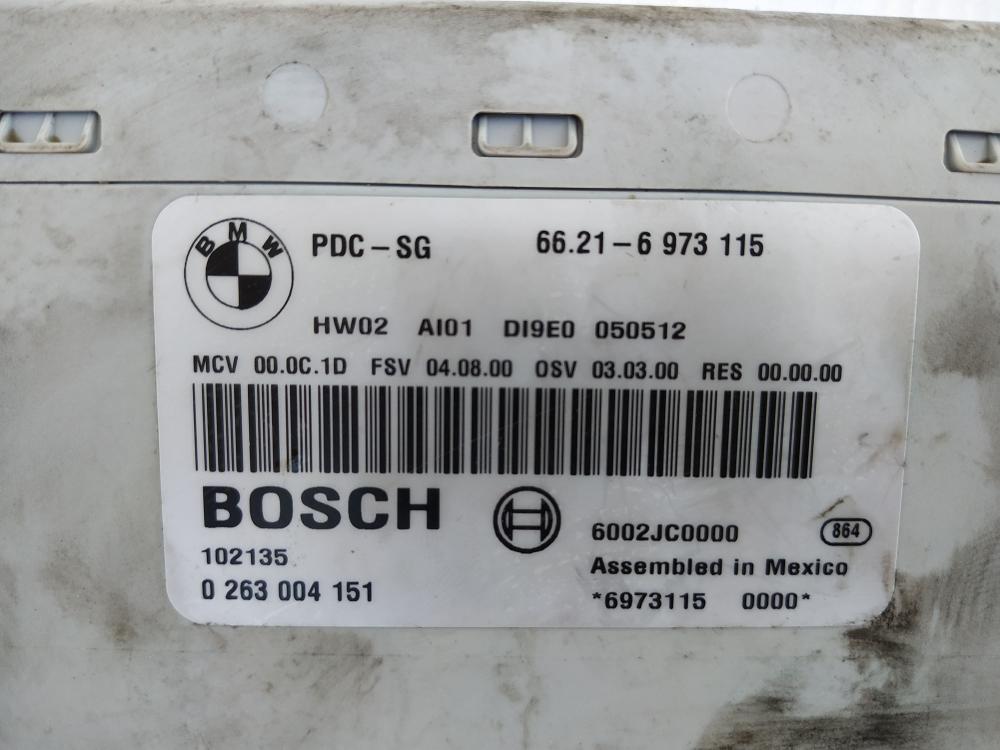 BMW PDC-SG 66.21-6 973 115
HW02 AI01 DI9E0 050512
MCV 00.0C.1D FSV 04.08.00 OSV 03.03.00 RES 00.00.00
BOSCH
102135 6002JC0000 864
Assembled in Mexico
0 263 004 151 *6973115 0000*